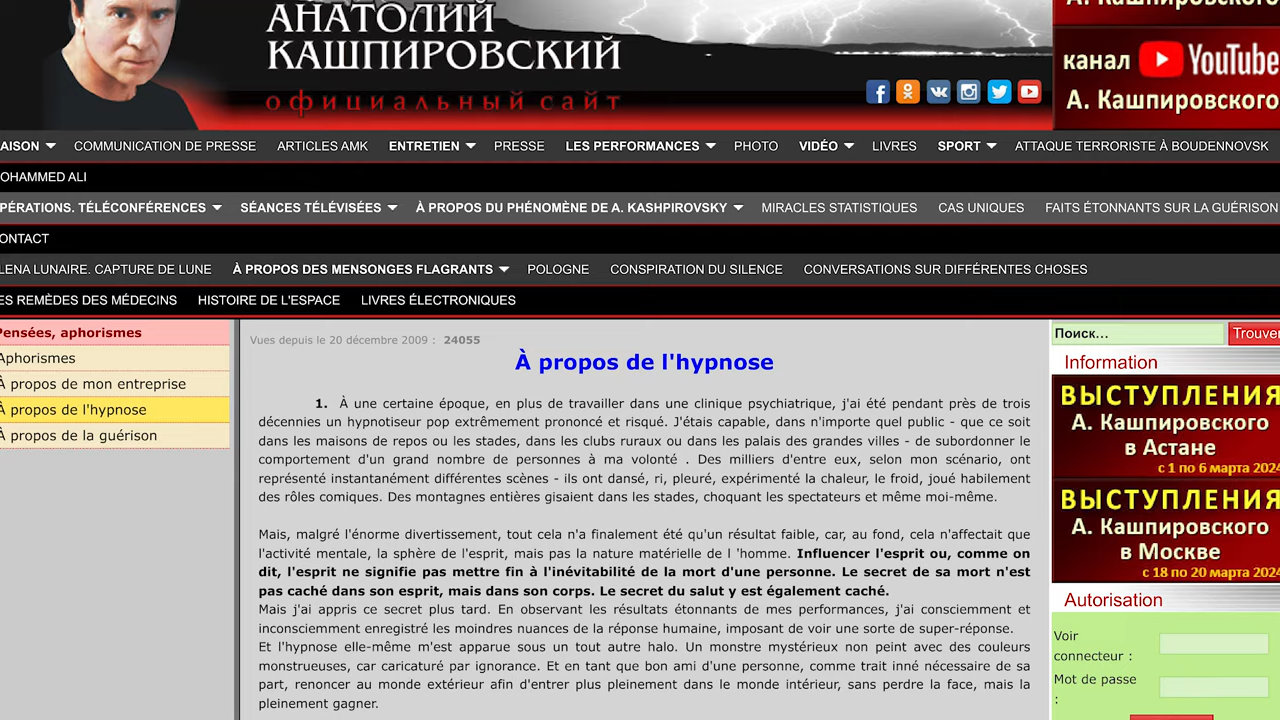 А. Кашпировского
АНАТОЛИЙ
КАШПИРОВСКИЙ
официальный сайт
канал YouTube
А. Кашпировского
AISON COMMUNICATION DE PRESSE ARTICLES AMK ENTRETIEN PRESSE LES PERFORMANCES PHOTO VIDÉO LIVRES SPORT ATTAQUE TERRORISTE À BOUDENNOVSK
OHAMMED ALI
PÉRATIONS. TÉLÉCONFÉRENCES SÉANCES TÉLÉVISÉES À PROPOS DU PHÉNOMÈNE DE A. KASHPIROVSKY MIRACLES STATISTIQUES CAS UNIQUES FAITS ÉTONNANTS SUR LA GUÉRISON
ONTACT
LENA LUNAIRE. CAPTURE DE LUNE À PROPOS DES MENSONGES FLAGRANTS POLOGNE CONSPIRATION DU SILENCE CONVERSATIONS SUR DIFFÉRENTES CHOSES
ES REMÈDES DES MÉDECINS HISTOIRE DE L'ESPACE LIVRES ÉLECTRONIQUES
Pensées, aphorismes
Aphorismes
À propos de mon entreprise
À propos de l'hypnose
À propos de la guérison
Vues depuis le 20 décembre 2009 : 24055
À propos de l'hypnose
1. À une certaine époque, en plus de travailler dans une clinique psychiatrique, j'ai été pendant près de trois
décennies un hypnotiseur pop extrêmement prononcé et risqué. J'étais capable, dans n'importe quel public - que ce soit
dans les maisons de repos ou les stades, dans les clubs ruraux ou dans les palais des grandes villes - de subordonner le
comportement d'un grand nombre de personnes à ma volonté . Des milliers d'entre eux, selon mon scénario, ont
représenté instantanément différentes scènes - ils ont dansé, ri, pleuré, expérimenté la chaleur, le froid, joué habilement
des rôles comiques. Des montagnes entières gisaient dans les stades, choquant les spectateurs et même moi-même.
Mais, malgré l'énorme divertissement, tout cela n'a finalement été qu'un résultat faible, car, au fond, cela n'affectait que
l'activité mentale, la sphère de l'esprit, mais pas la nature matérielle de l 'homme. Influencer l'esprit ou, comme on
dit, l'esprit ne signifie pas mettre fin à l'inévitabilité de la mort d'une personne. Le secret de sa mort n'est
pas caché dans son esprit, mais dans son corps. Le secret du salut y est également caché.
Mais j'ai appris ce secret plus tard. En observant les résultats étonnants de mes performances, j'ai consciemment et
inconsciemment enregistré les moindres nuances de la réponse humaine, imposant de voir une sorte de super-réponse.
Et l'hypnose elle-même m'est apparue sous un tout autre halo. Un monstre mystérieux non peint avec des couleurs
monstrueuses, car caricaturé par ignorance. Et en tant que bon ami d'une personne, comme trait inné nécessaire de sa
part, renoncer au monde extérieur afin d'entrer plus pleinement dans le monde intérieur, sans perdre la face, mais la
pleinement gagner.
Поиск...
Trouver
Information
ВЫСТУПЛЕНИЯ
А. Кашпировского
в Астане
с 1 по 6 марта 2024
ВЫСТУПЛЕНИЯ
А. Кашпировского
в Москве
с 18 по 20 марта 2024
Autorisation
Voir
connecteur :
Mot de passe
: